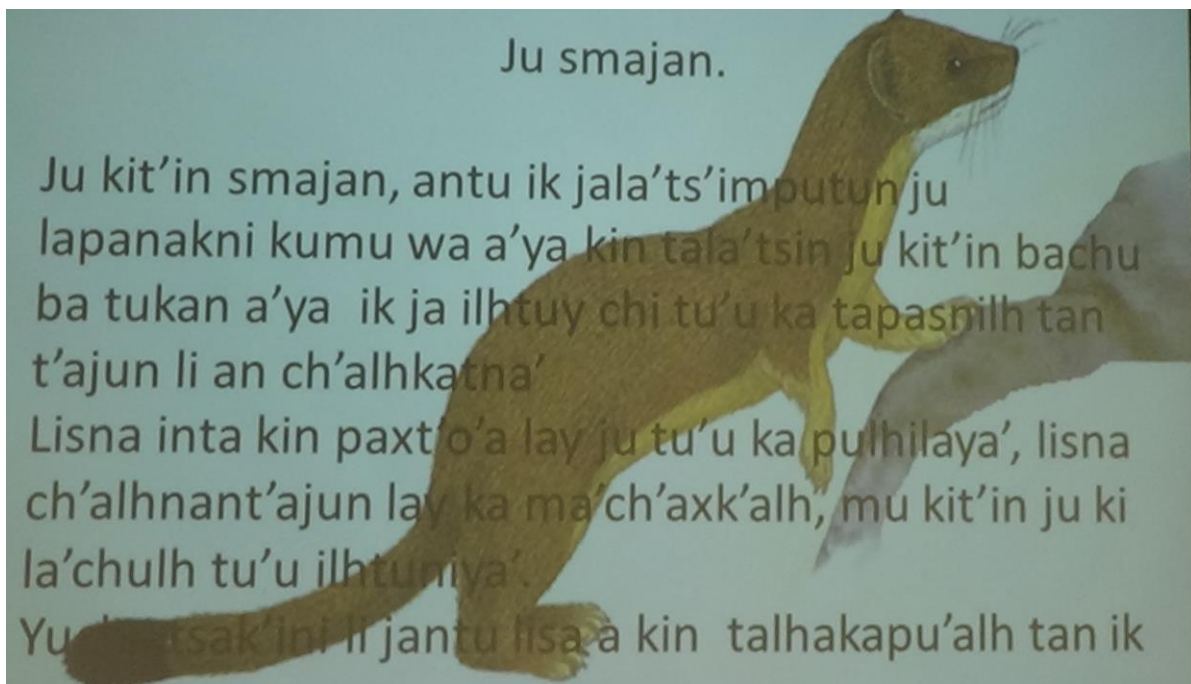 Ju smajan.
Ju kit’in smajan, antu ik jala’ts’imputun ju
lapanakni kumu wa a’ya kin tala’tsin ju kit’in bachu
ba tukan a’ya ik ja ilhtuy chi tu’u ka tapasnilh tan
t’ajun li an ch’alhkatna’
Lisna inta kin paxt’o’a lay ju tu’u ka pulhilaya’, lisna
ch’alhnant’ajun lay ka ma’ch’axk’alh, mu kit’in ju ki
la’chulh tu’u ilhtuniya’.
li jantu lisa a kin talhakapu’alh tan ik